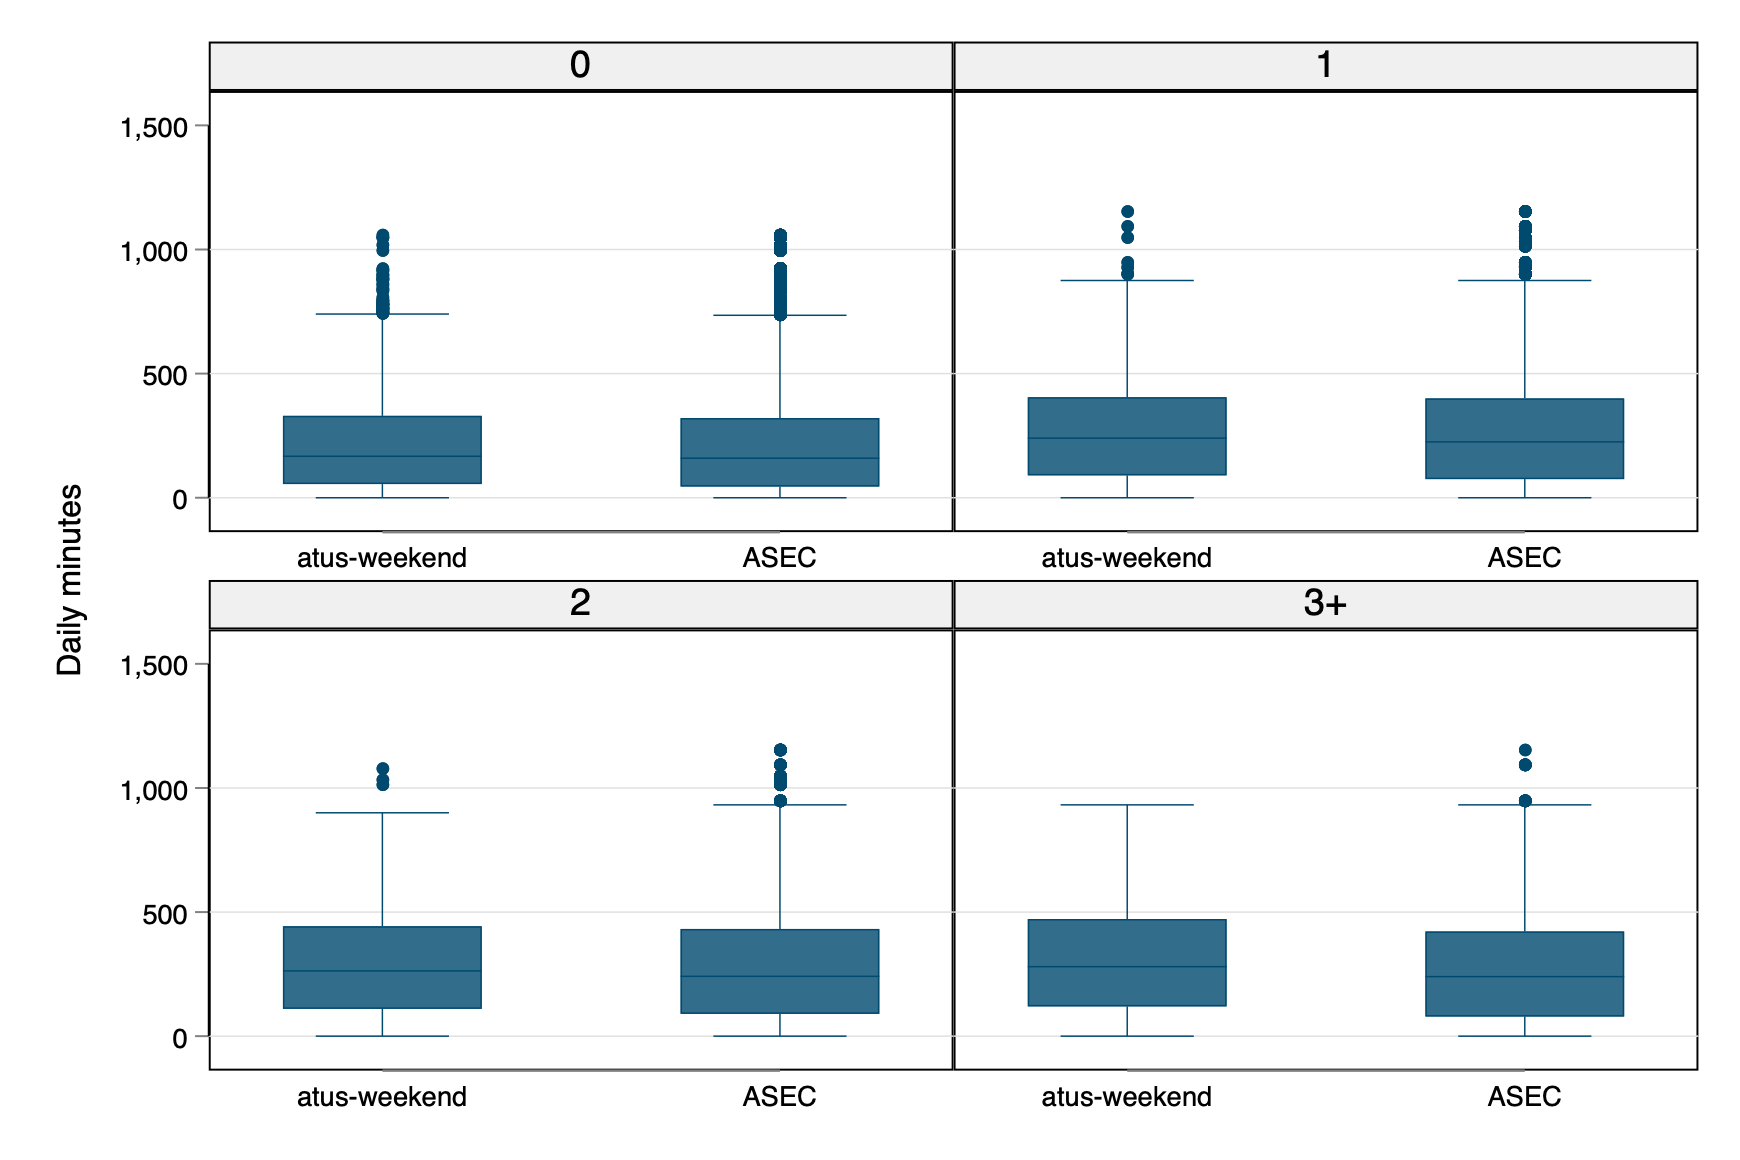 0
1
1,500
1,000
500
0
atus-weekend
ASEC
atus-weekend
ASEC
Daily minutes
2
3+
1,500
1,000
500
0
atus-weekend
ASEC
atus-weekend
ASEC